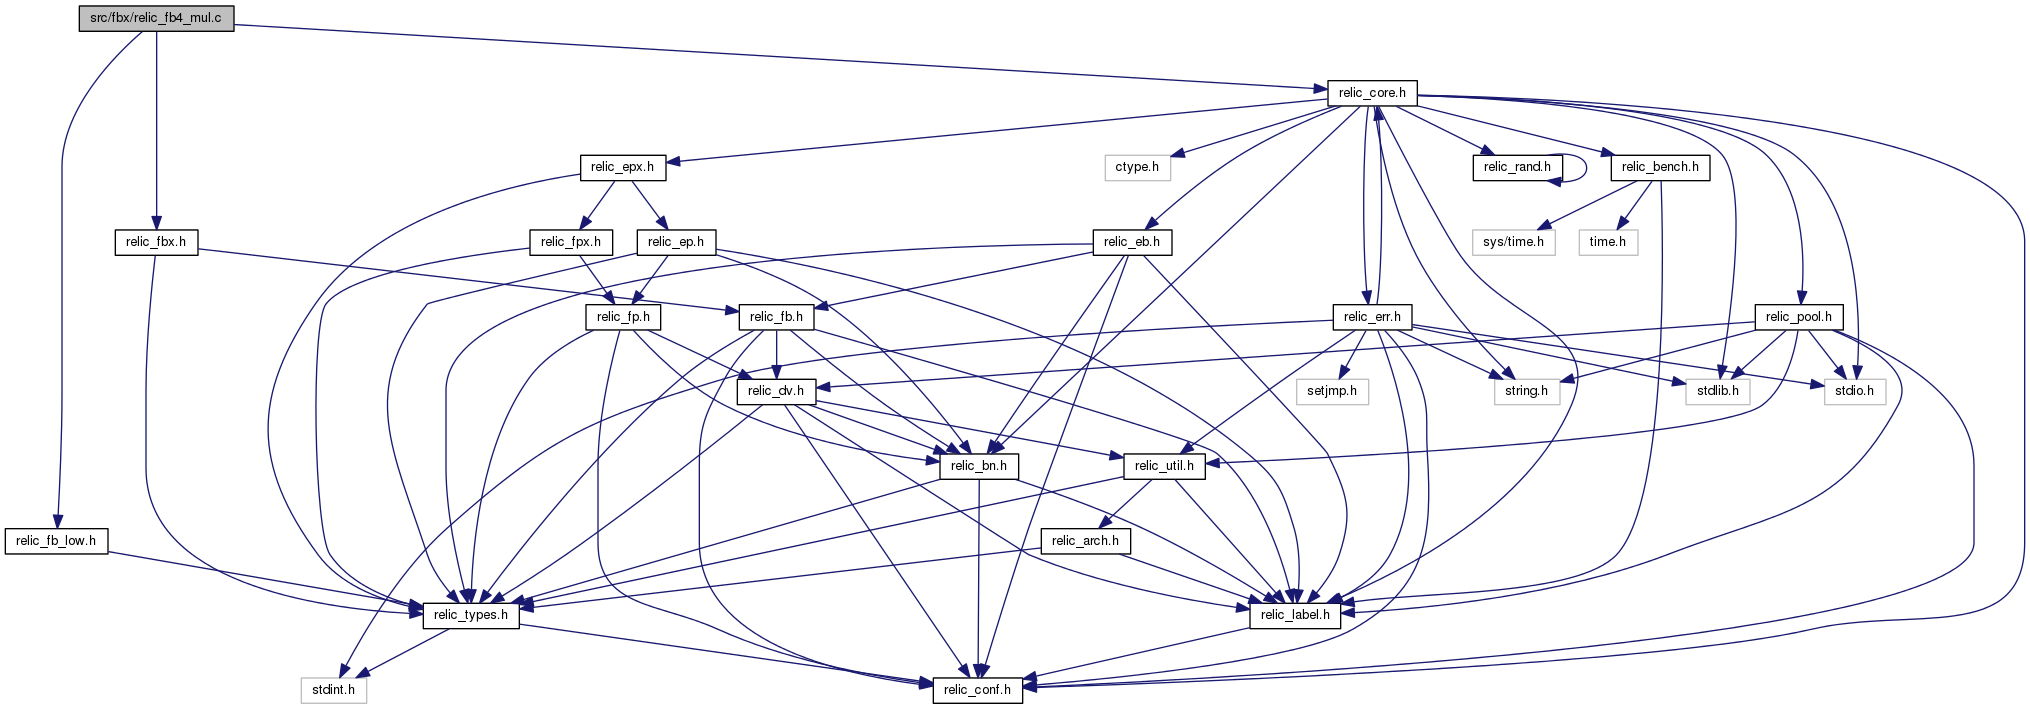 src/fbx/relic_fb4_mul.c
relic_core.h
relic_epx.h
ctype.h
relic_rand.h
relic_bench.h
relic_fbx.h
relic_fpx.h
relic_ep.h
relic_eb.h
sys/time.h
time.h
relic_fp.h
relic_fb.h
relic_err.h
relic_pool.h
relic_dv.h
setjmp.h
string.h
stdlib.h
stdio.h
relic_bn.h
relic_util.h
relic_fb_low.h
relic_arch.h
relic_types.h
relic_label.h
stdint.h
relic_conf.h